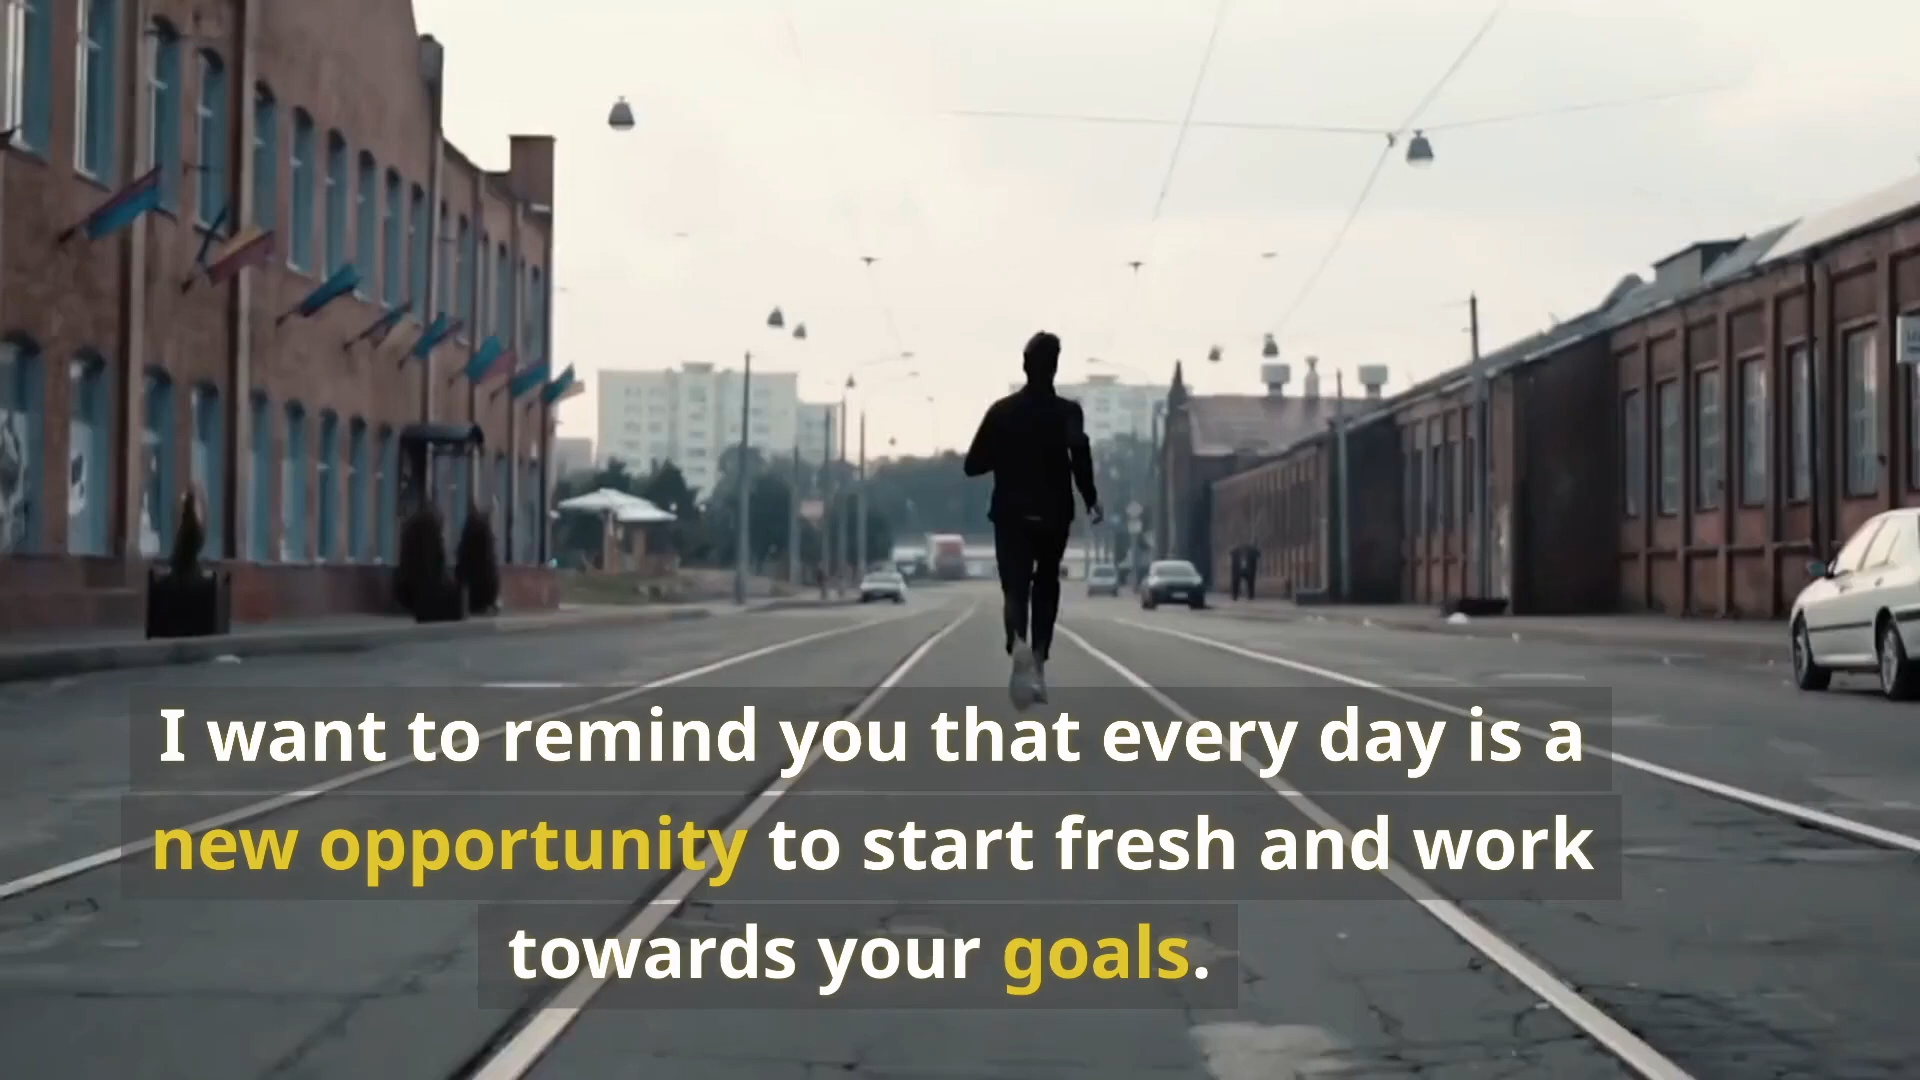 I want to remind you that every day is a
new opportunity to start fresh and work
towards your goals.